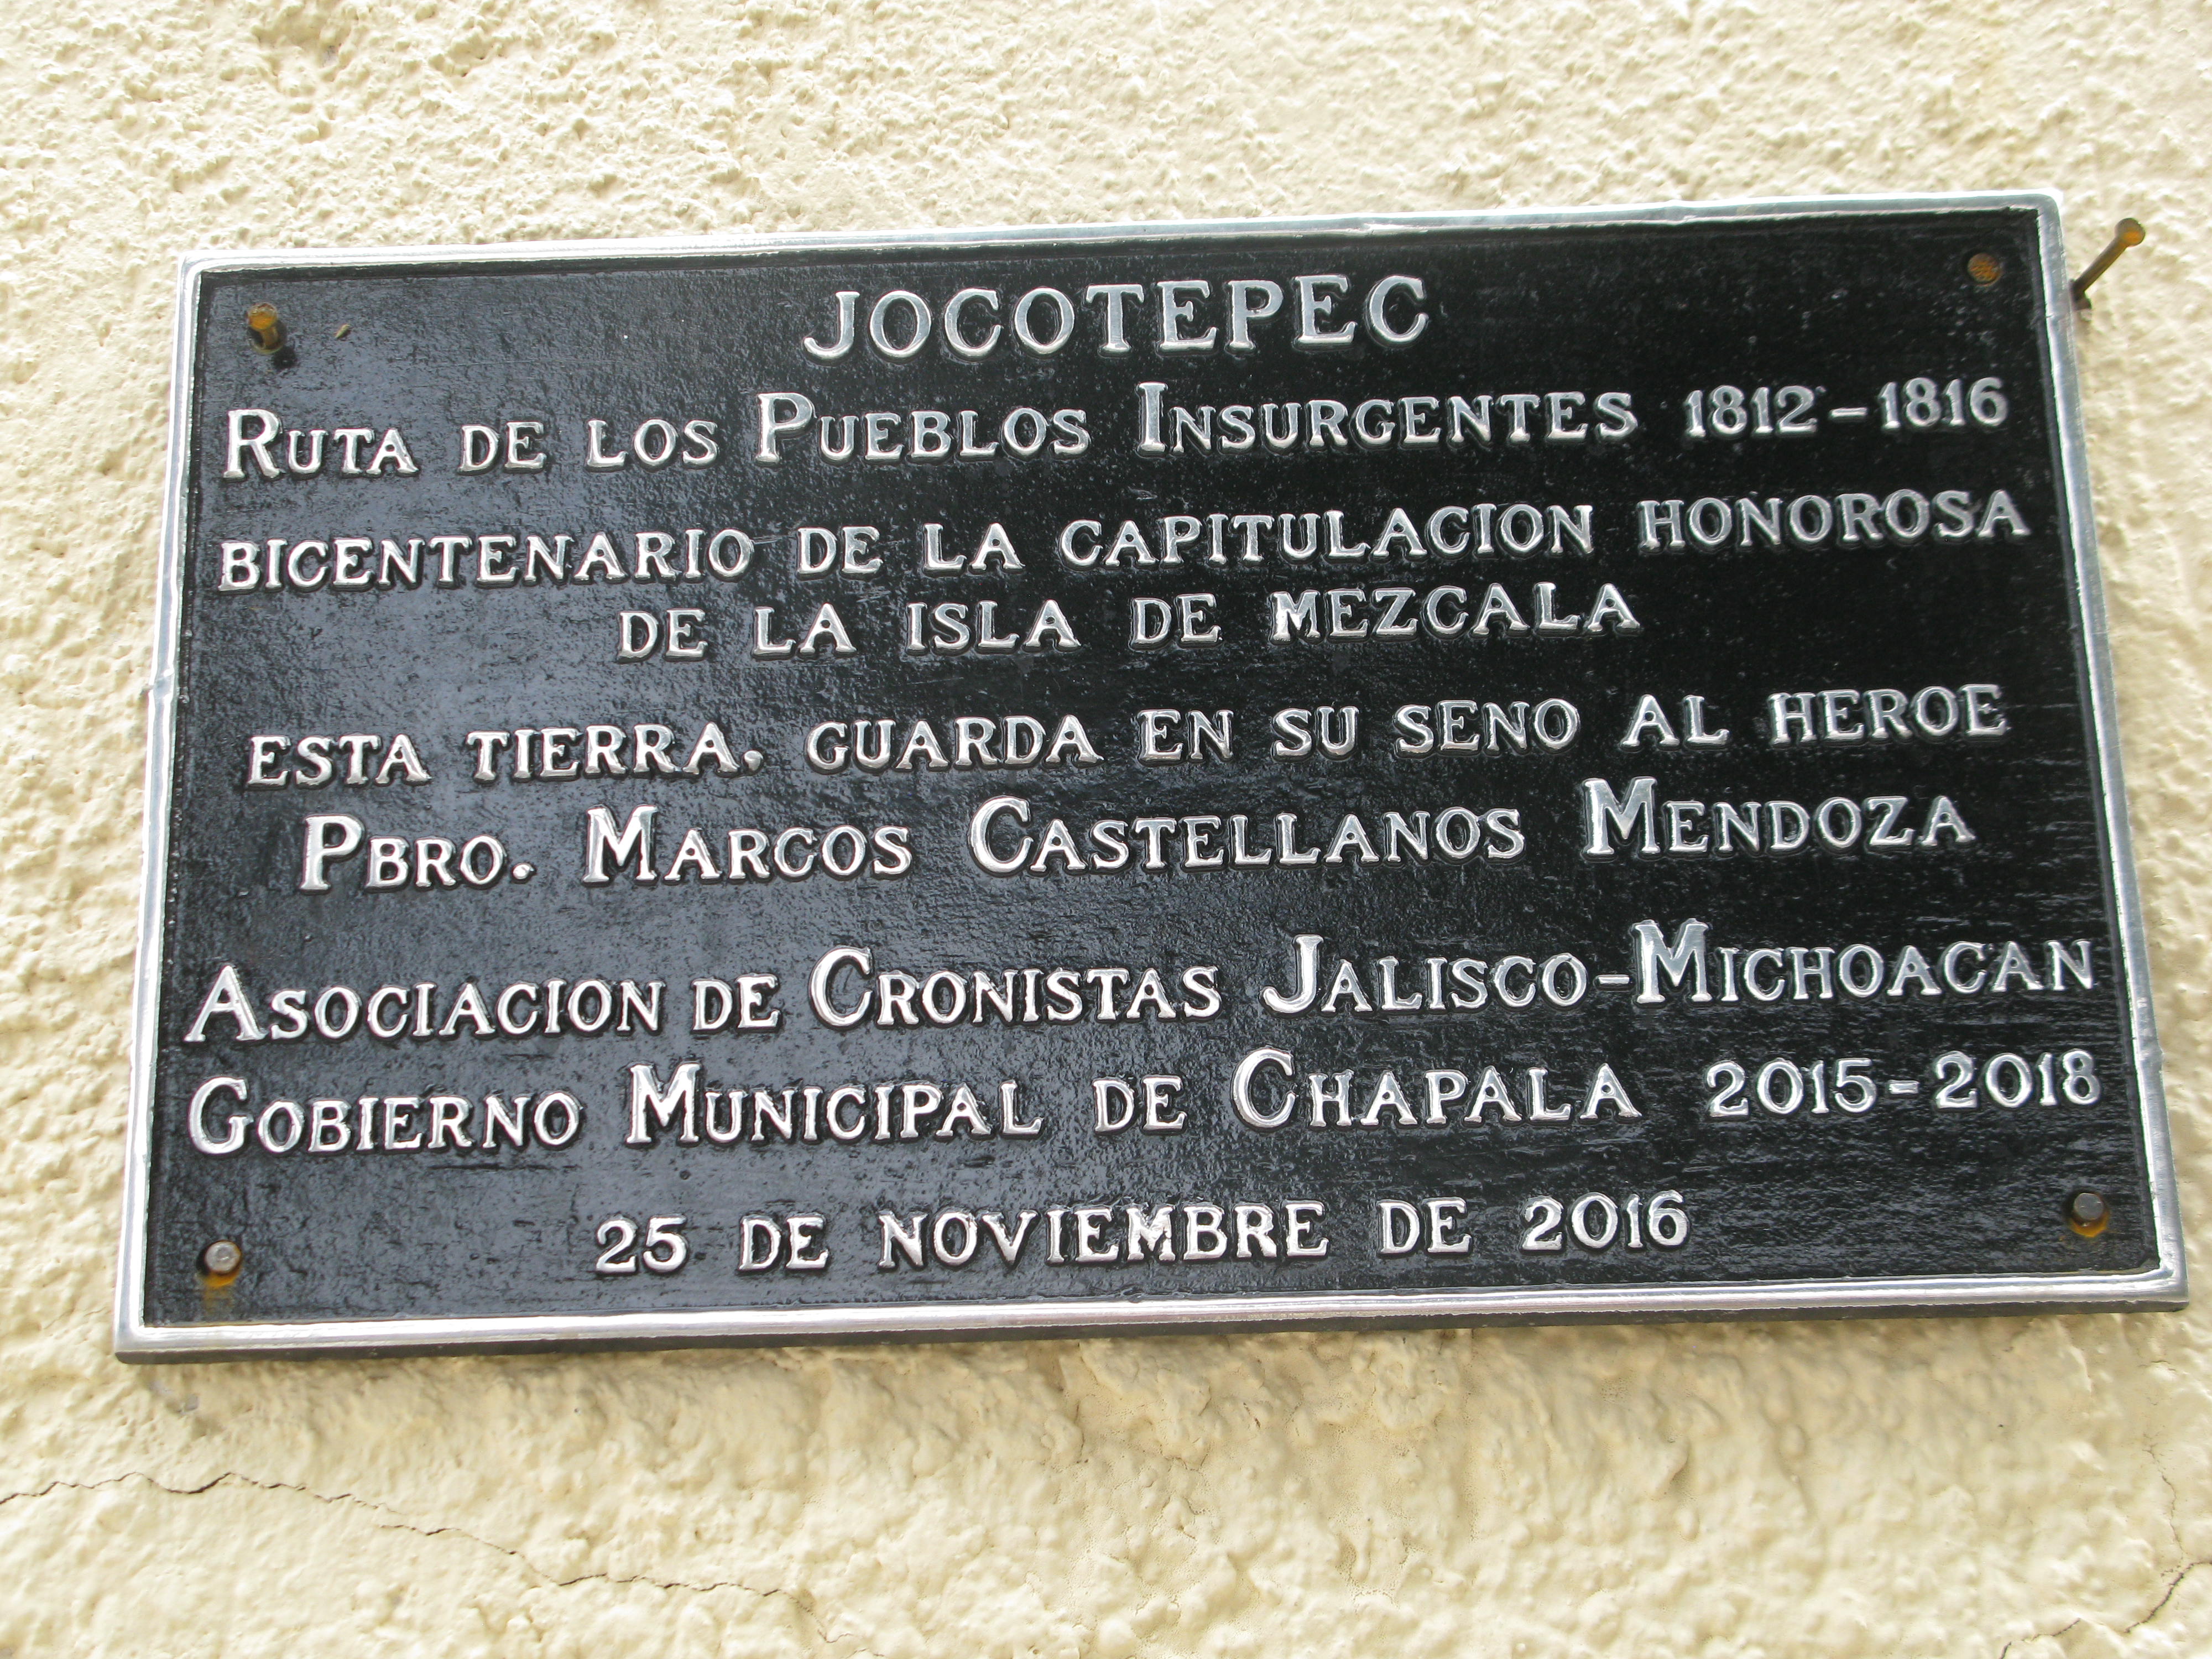 JOCOTEPEC
RUTA DE LOS PUEBLOS INSURGENTES 1812-1816
BICENTENARIO DE LA CAPITULACION HONOROSA
DE LA ISLA DE MEZCALA
ESTA TIERRA, GUARDA EN SU SENO AL HEROE
PBRO. MARCOS CASTELLANOS MENDOZA
ASOCIACION DE CRONISTAS JALISCO-MICHOACAN
GOBIERNO MUNICIPAL DE CHAPALA 2015-2018
25 DE NOVIEMBRE DE 2016